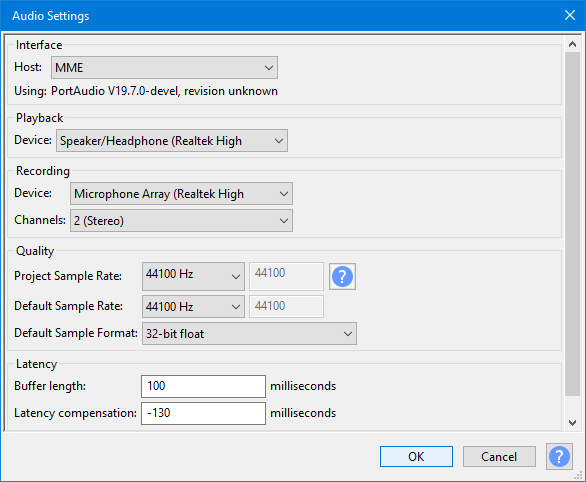 Audio Settings
Interface
Host: MME
Using: PortAudio V19.7.0-devel, revision unknown
Playback
Device: Speaker/Headphone (Realtek High
Recording
Device: Microphone Array (Realtek High
Channels: 2 (Stereo)
Quality
Project Sample Rate: 44100 Hz 44100 ?
Default Sample Rate: 44100 Hz 44100
Default Sample Format: 32-bit float
Latency
Buffer length: 100 milliseconds
Latency compensation: -130 milliseconds
OK Cancel ?